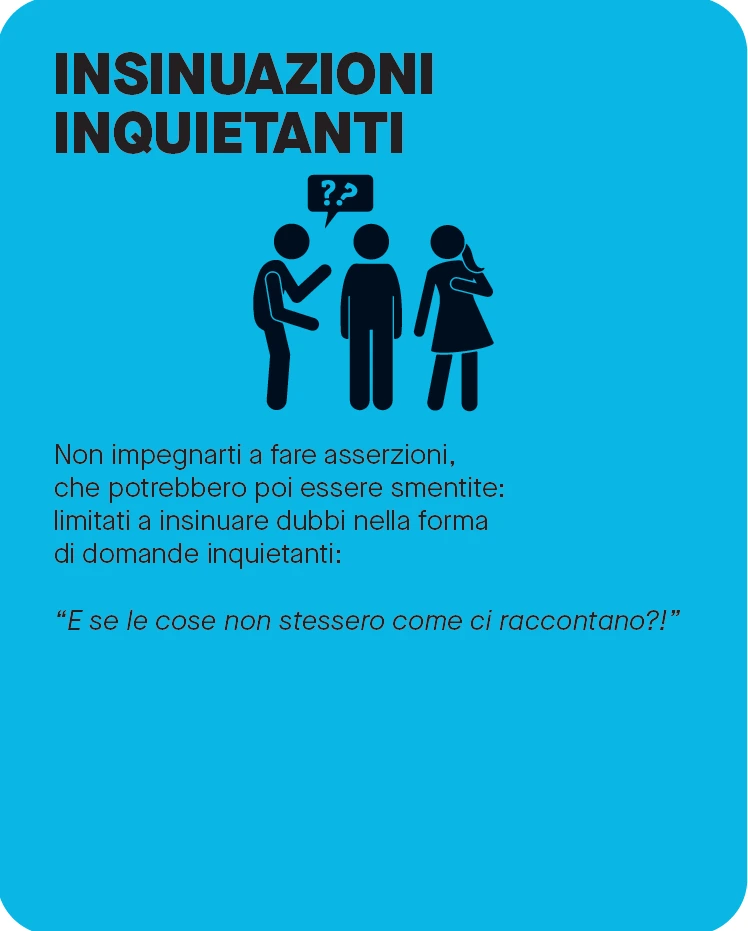 INSINUAZIONI
INQUIETANTI
??
Non impegnarti a fare asserzioni,
che potrebbero poi essere smentite:
limitati a insinuare dubbi nella forma
di domande inquietanti:
“E se le cose non stessero come ci raccontano?!”